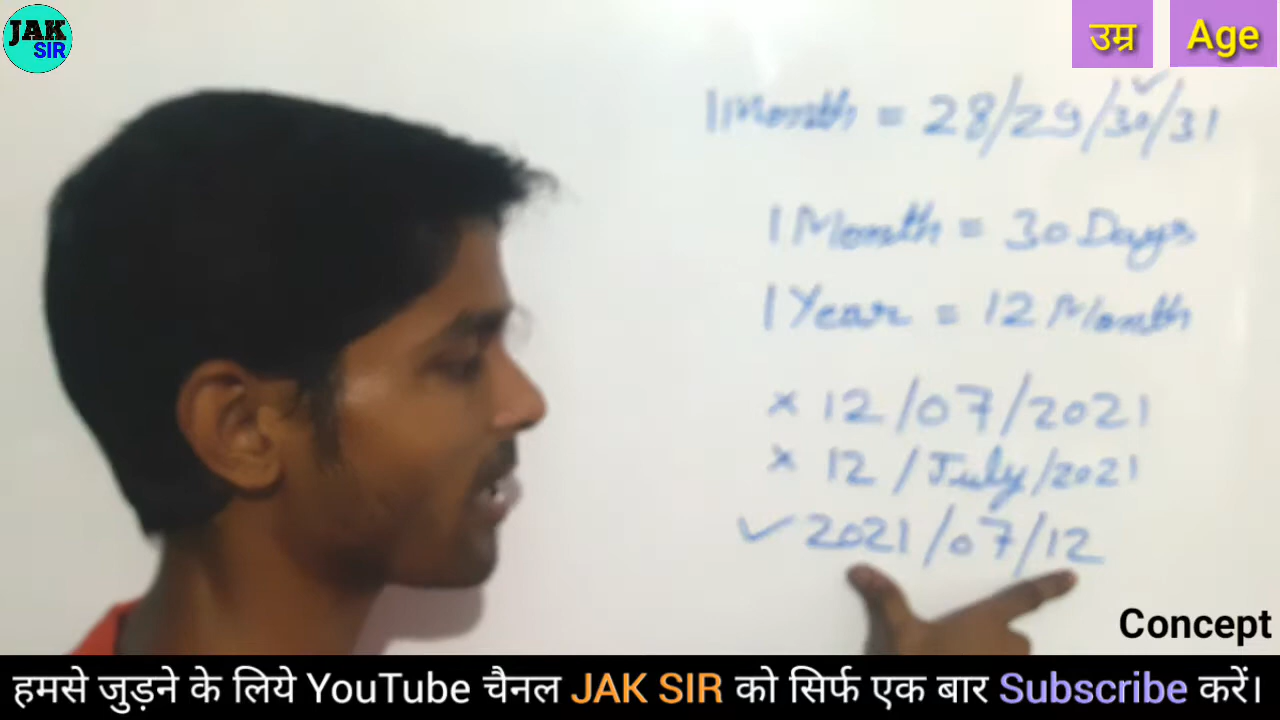 JAK
SIR
उम्र Age
1 Month = 28/29/30/31
1 Month = 30 Days
1 Year = 12 Month
× 12/07/2021
× 12/July/2021
✓ 2021/07/12
Concept
हमसे जुड़ने के लिये YouTube चैनल JAK SIR को सिर्फ एक बार Subscribe करें।